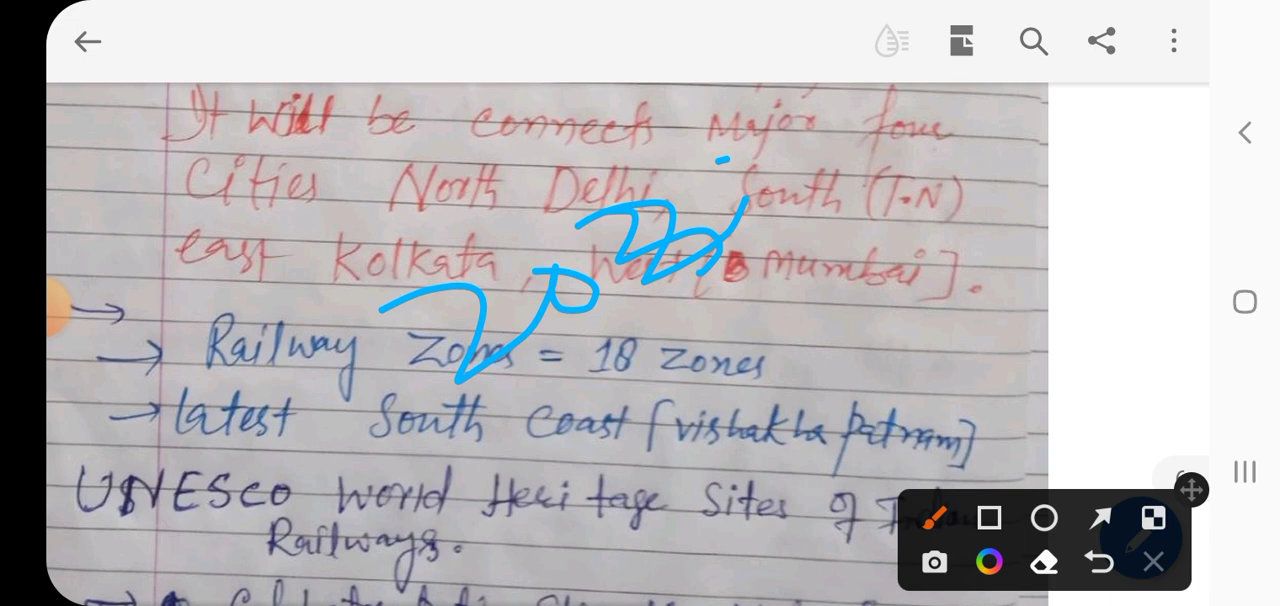 It will be connects Major four
Cities North Delhi, South (T.N)
east Kolkata, West [ Mumbai].
→
→ Railway Zones = 18 zones
→ latest South Coast [vishakha Patnam]
UNESCO World Heritage Sites of
Railways.